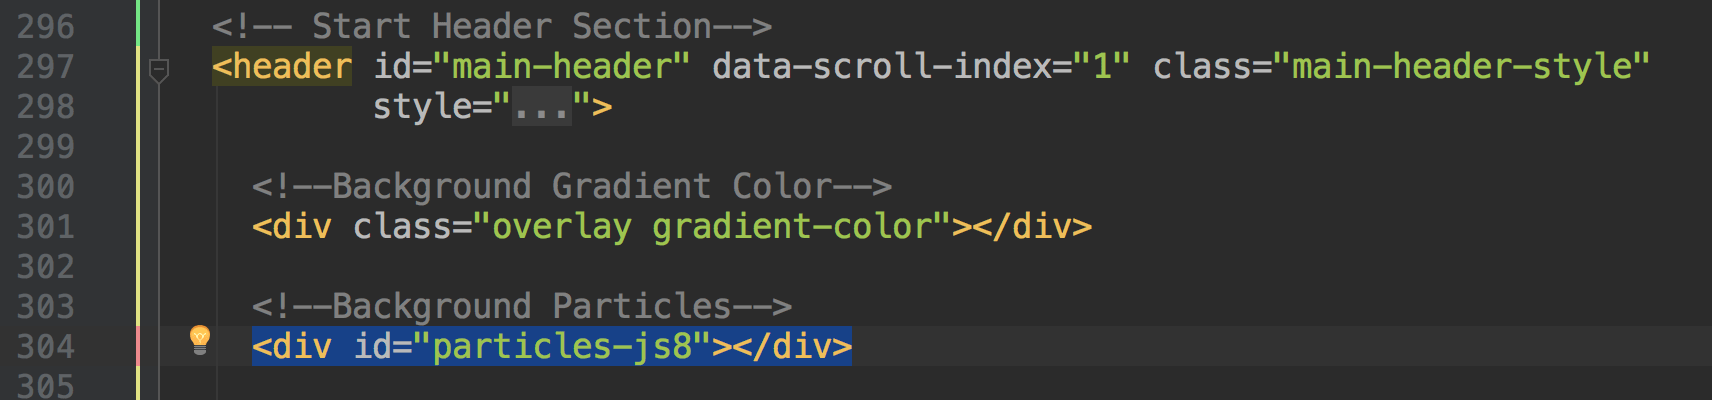 296 <!-- Start Header Section-->
297 <header id="main-header" data-scroll-index="1" class="main-header-style"
298 style="...">
299
300 <!--Background Gradient Color-->
301 <div class="overlay gradient-color"></div>
302
303 <!--Background Particles-->
304 <div id="particles-js8"></div>
305